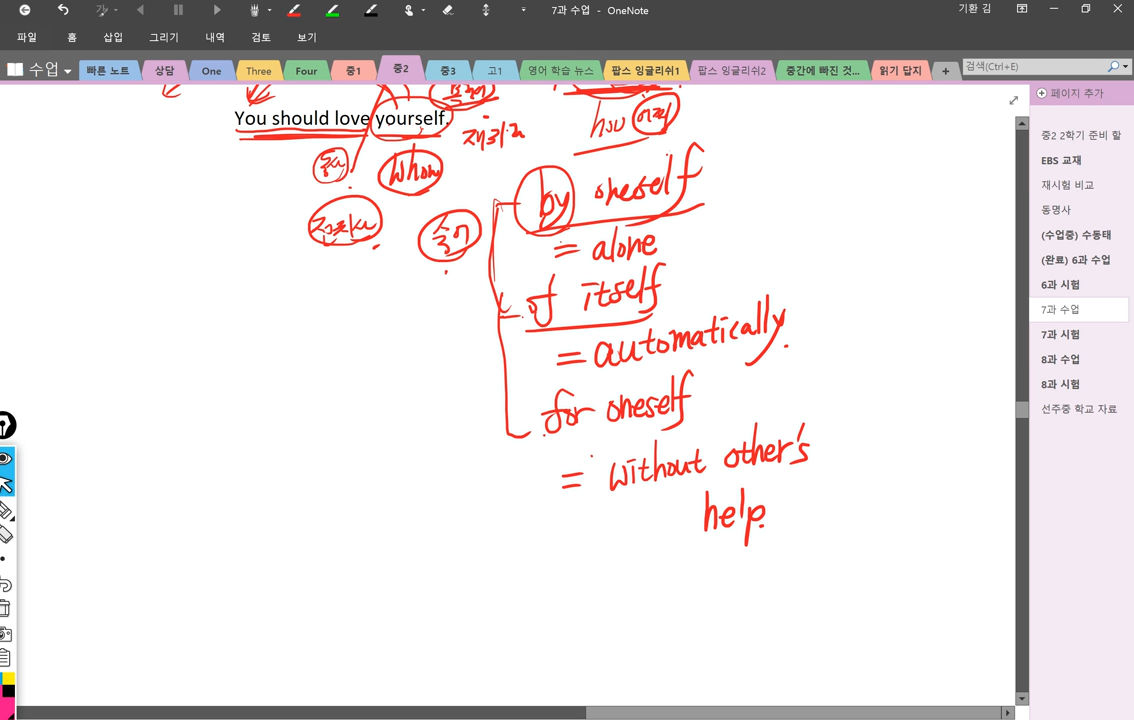 7과 수업 - OneNote
기환 김
파일 홈 삽입 그리기 내역 검토 보기
수업 빠른 노트 상담 One Three Four 중1 중2 중3 고1 영어 학습 뉴스 팝스 잉글리쉬1 팝스 잉글리쉬2 중간에 빠진 것... 읽기 답지 + 검색(Ctrl+E)
페이지 추가
You should love yourself.
whom
by oneself
= alone
숙어
of itself
= automatically.
for oneself
= without other's
help.
중2 2학기 준비 할
EBS 교재
재시험 비교
동명사
(수업중) 수동태
(완료) 6과 수업
6과 시험
7과 수업
7과 시험
8과 수업
8과 시험
선주중 학교 자료